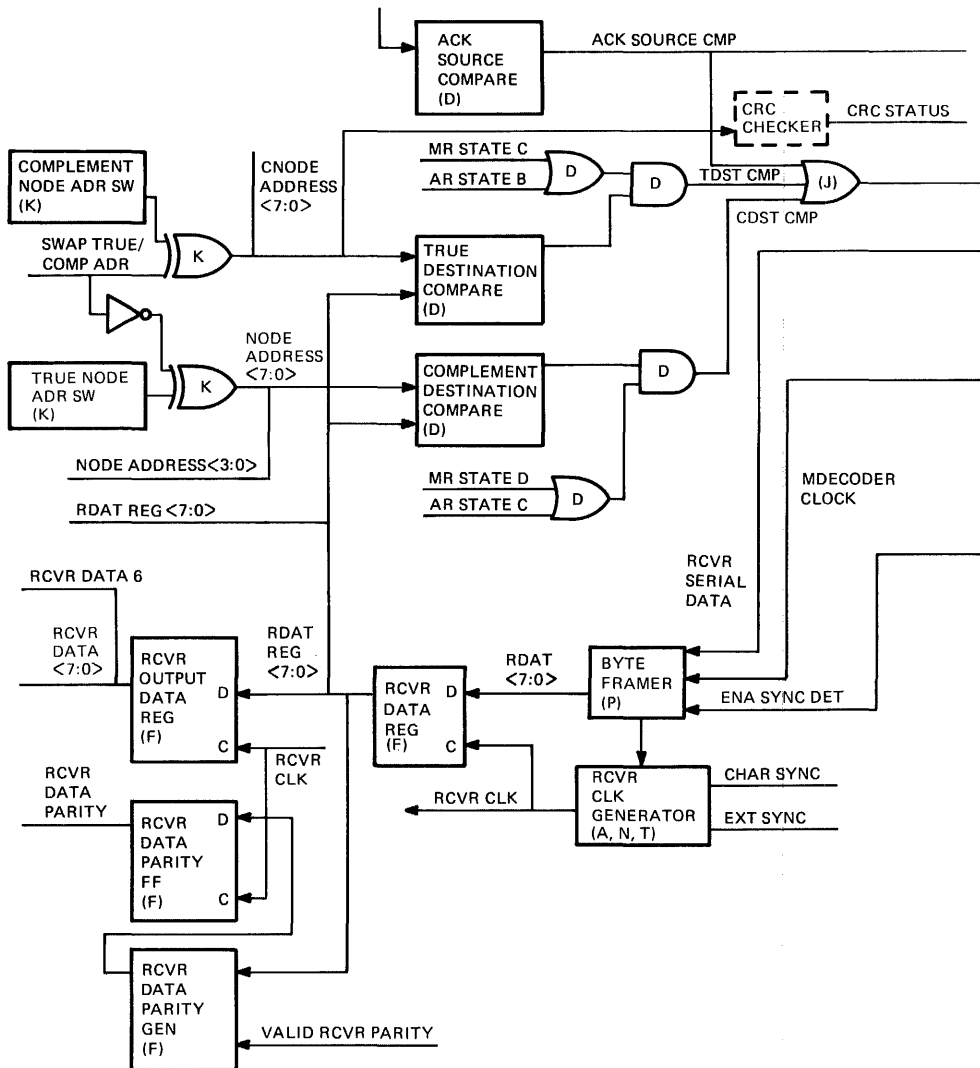 ACK
SOURCE
COMPARE
(D)
ACK SOURCE CMP
CRC
CHECKER
CRC STATUS
COMPLEMENT
NODE ADR SW
(K)
CNODE
ADDRESS
<7:0>
MR STATE C
AR STATE B
D
D
TDST CMP
(J)
CDST CMP
SWAP TRUE/
COMP ADR
K
TRUE
DESTINATION
COMPARE
(D)
NODE
ADDRESS
<7:0>
TRUE NODE
ADR SW
(K)
K
COMPLEMENT
DESTINATION
COMPARE
(D)
D
NODE ADDRESS<3:0>
RDAT REG <7:0>
MR STATE D
AR STATE C
D
MDECODER
CLOCK
RCVR
SERIAL
DATA
RCVR DATA 6
RCVR
DATA
<7:0>
RCVR
OUTPUT
DATA
REG
(F)
D
C
RDAT
REG
<7:0>
RCVR
DATA
REG
(F)
D
C
RDAT
<7:0>
BYTE
FRAMER
(P)
ENA SYNC DET
RCVR
CLK
RCVR CLK
RCVR
CLK
GENERATOR
(A, N, T)
CHAR SYNC
EXT SYNC
RCVR
DATA
PARITY
RCVR
DATA
PARITY
FF
(F)
D
C
RCVR
DATA
PARITY
GEN
(F)
VALID RCVR PARITY